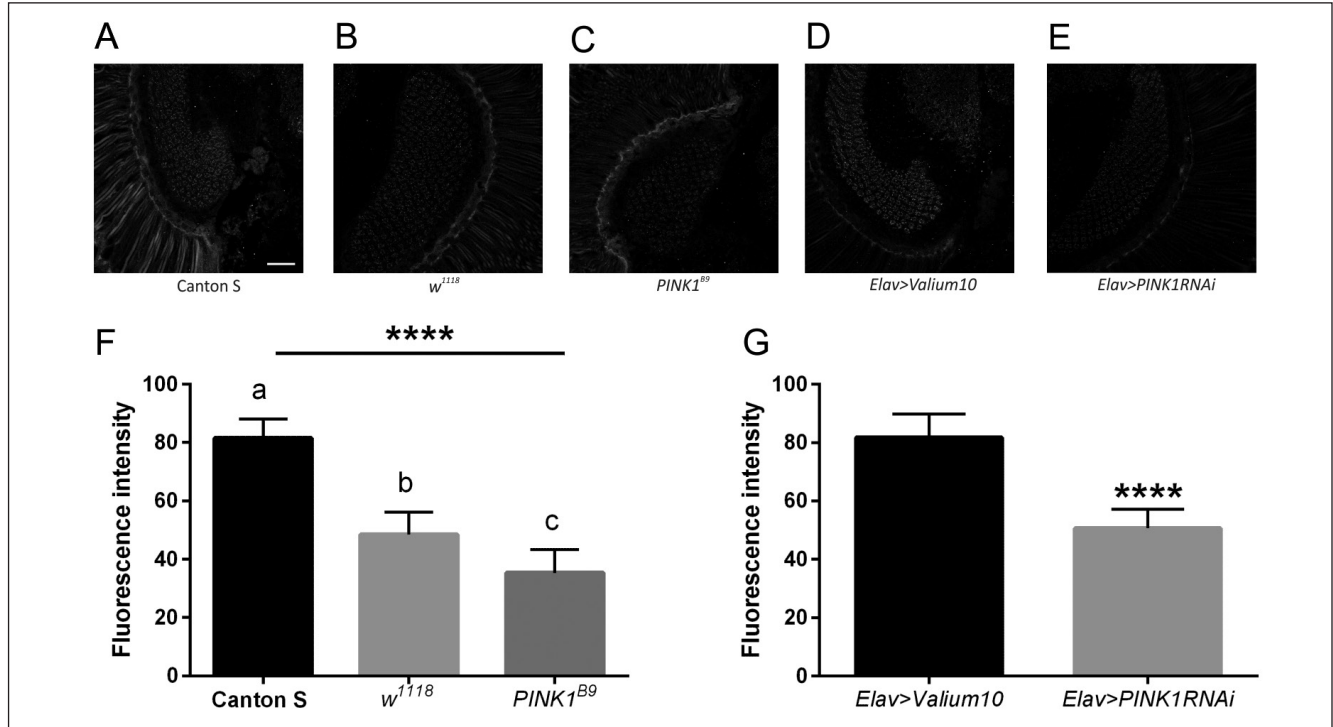 A B C D E
Canton S w1118 PINK1B9 Elav>Valium10 Elav>PINK1RNAi
F
****
Fluorescence intensity
100
80
60
40
20
0
a
b
c
Canton S w1118 PINK1B9
G
Fluorescence intensity
100
80
60
40
20
0
****
Elav>Valium10 Elav>PINK1RNAi